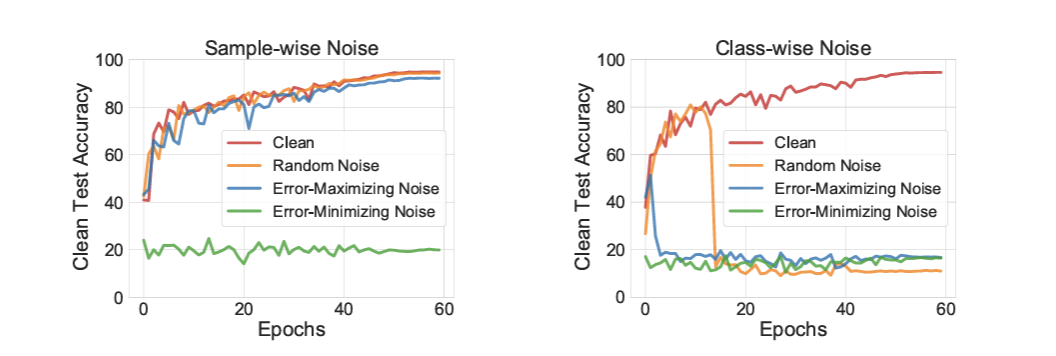 Sample-wise Noise
Clean Test Accuracy
100
80
60
40
20
0
Clean
Random Noise
Error-Maximizing Noise
Error-Minimizing Noise
0
20
40
60
Epochs
Class-wise Noise
Clean Test Accuracy
100
80
60
40
20
0
Clean
Random Noise
Error-Maximizing Noise
Error-Minimizing Noise
0
20
40
60
Epochs